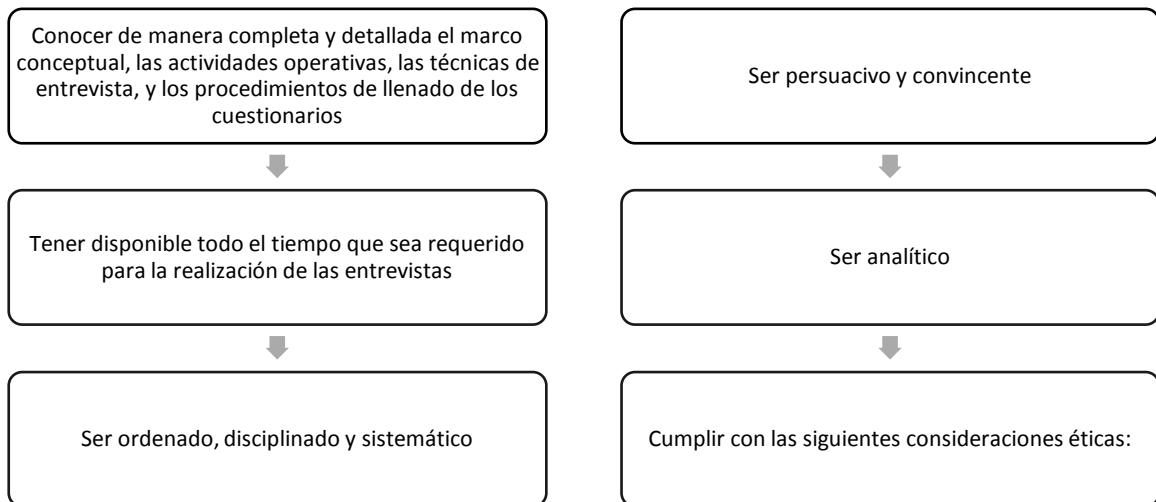 Conocer de manera completa y detallada el marco
conceptual, las actividades operativas, las técnicas de
entrevista, y los procedimientos de llenado de los
cuestionarios
Tener disponible todo el tiempo que sea requerido
para la realización de las entrevistas
Ser ordenado, disciplinado y sistemático
Ser persuacivo y convincente
Ser analítico
Cumplir con las siguientes consideraciones éticas: